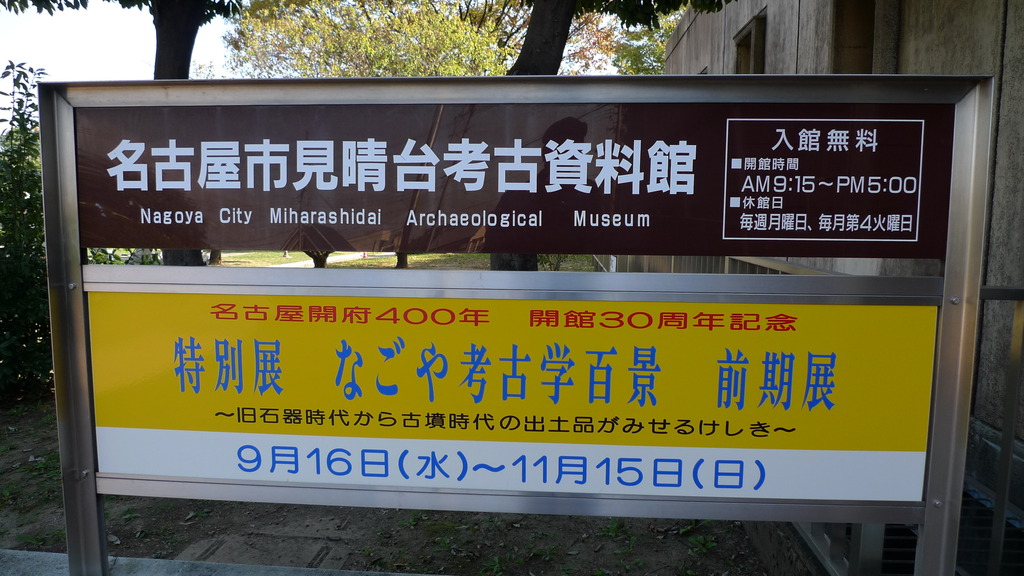 名古屋市見晴台考古資料館
Nagoya City Miharashidai Archaeological Museum
入館無料
■開館時間
AM9:15～PM5:00
■休館日
毎週月曜日、毎月第4火曜日
名古屋開府400年 開館30周年記念
特別展 なごや考古学百景 前期展
～旧石器時代から古墳時代の出土品がみせるけしき～
9月16日(水)～11月15日(日)